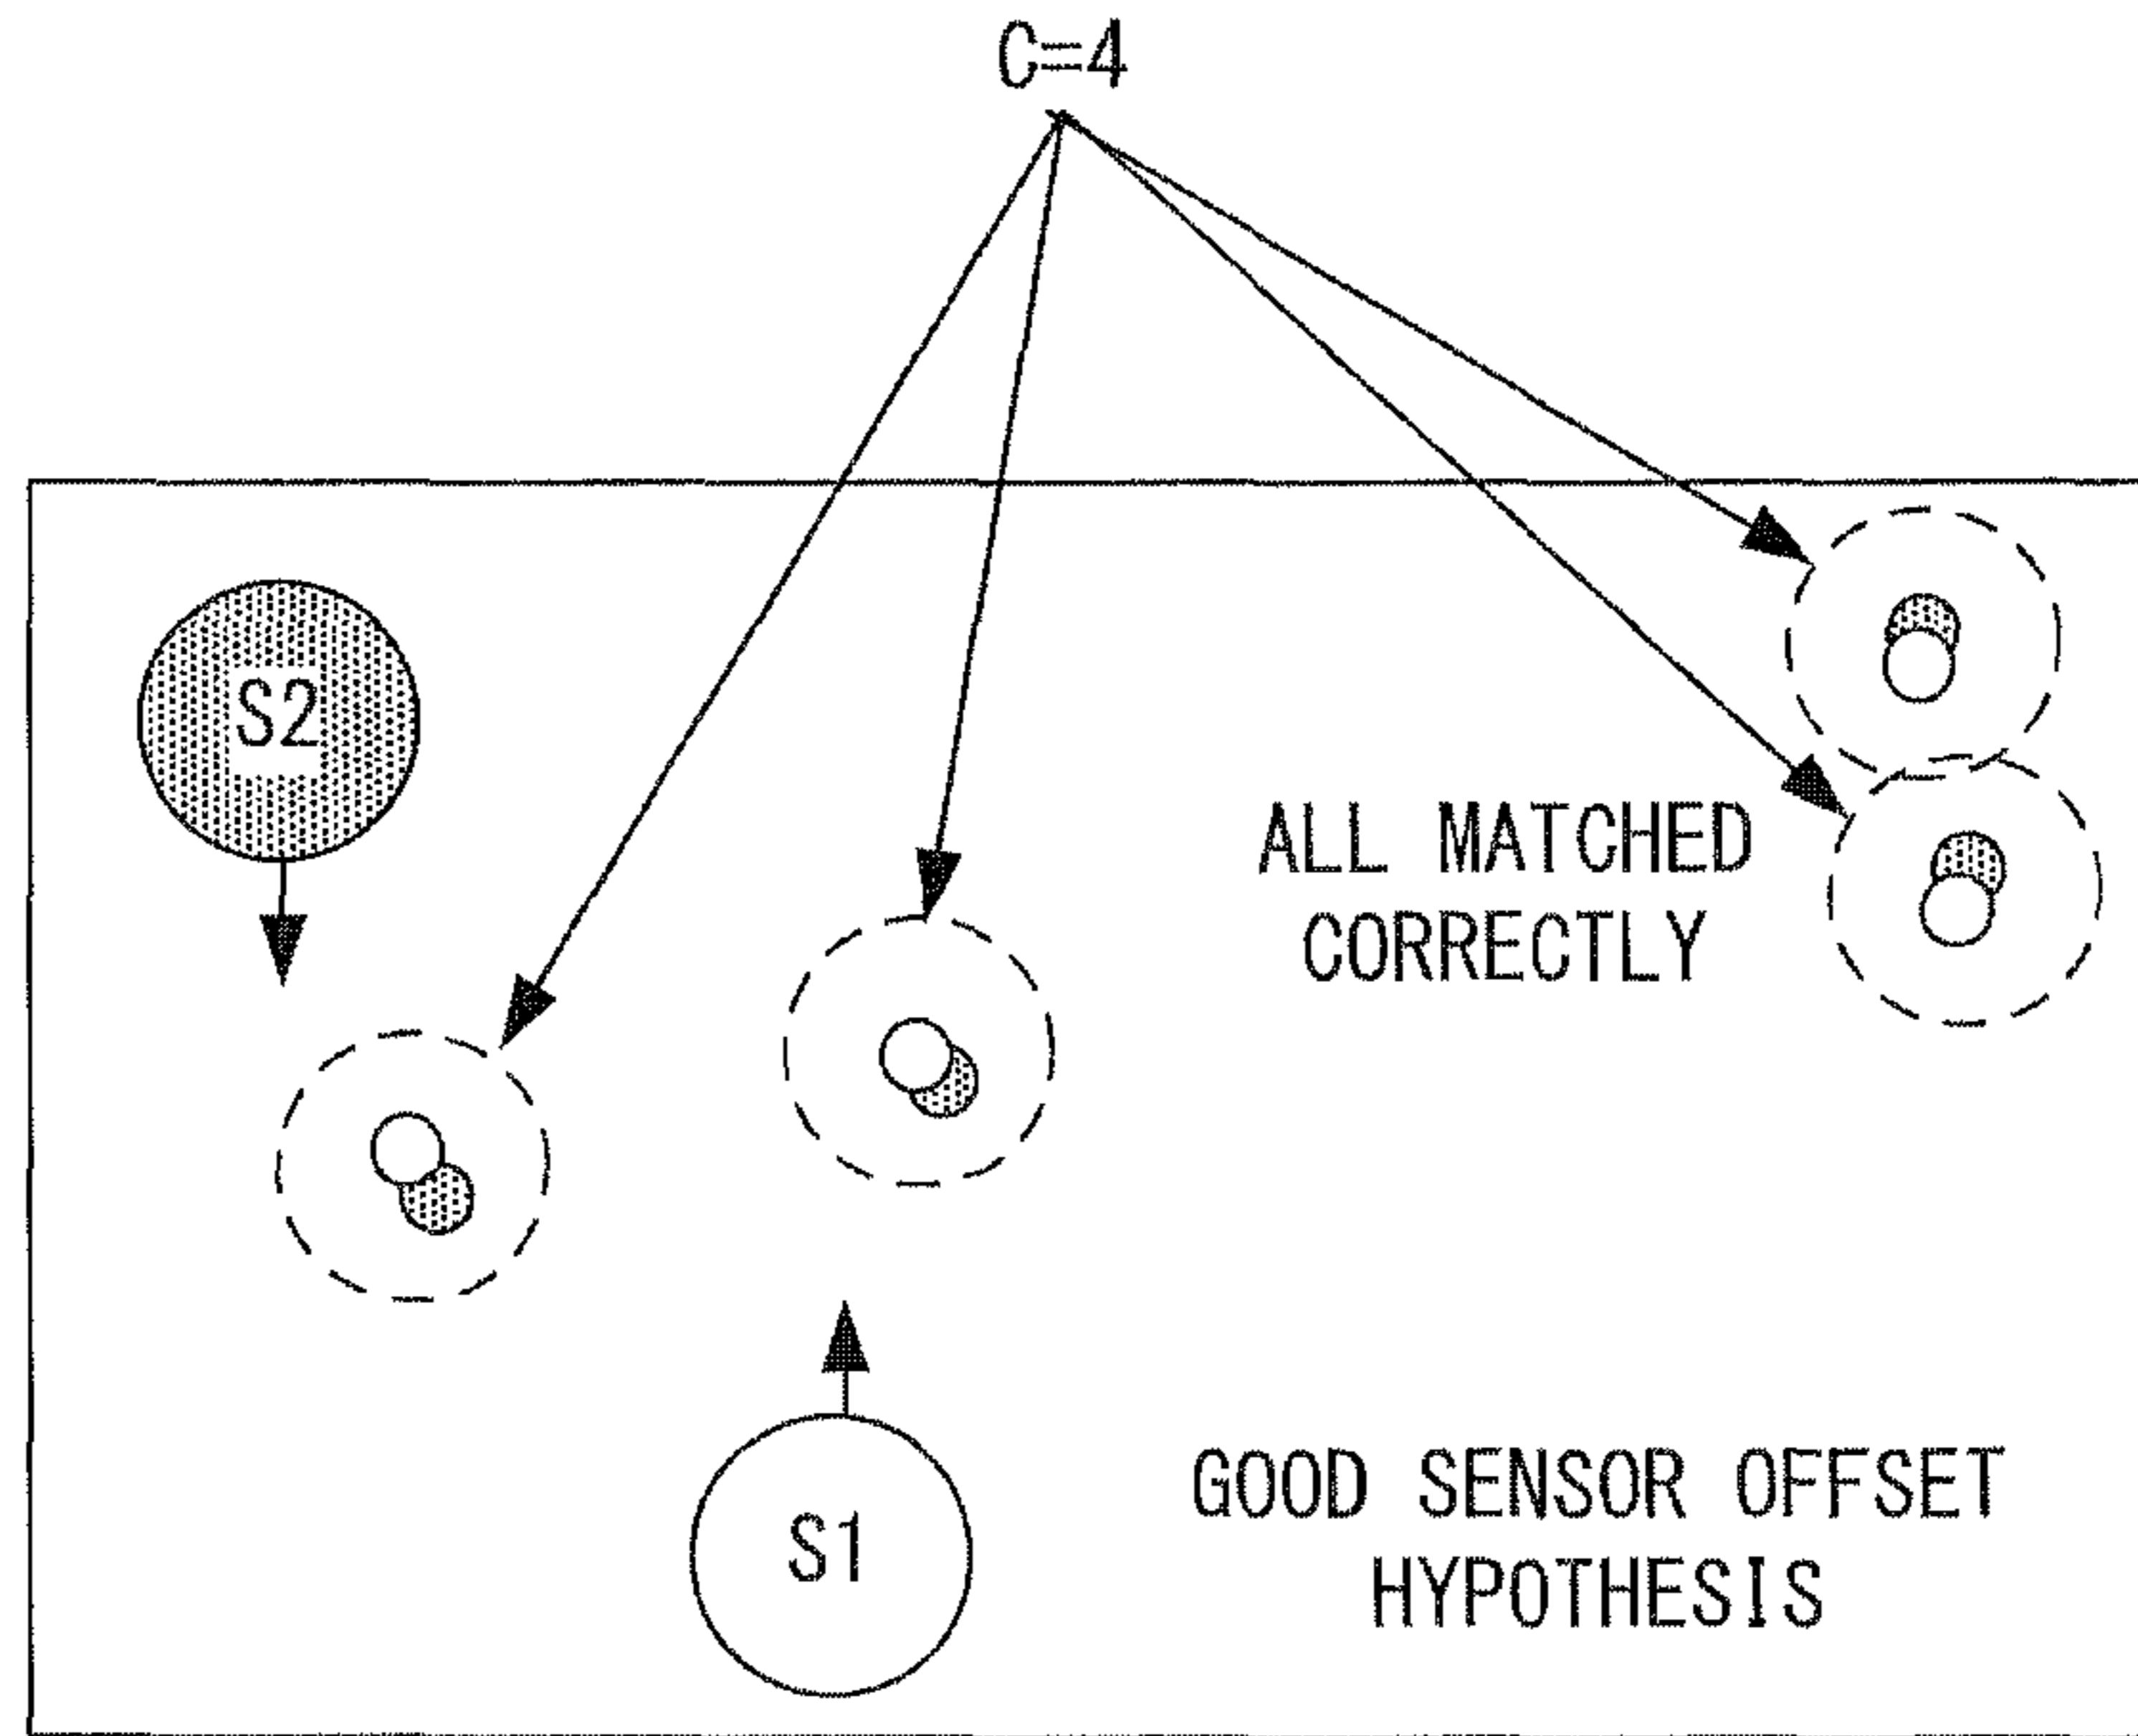 C=4
S2
ALL MATCHED
CORRECTLY
GOOD SENSOR OFFSET
HYPOTHESIS
S1